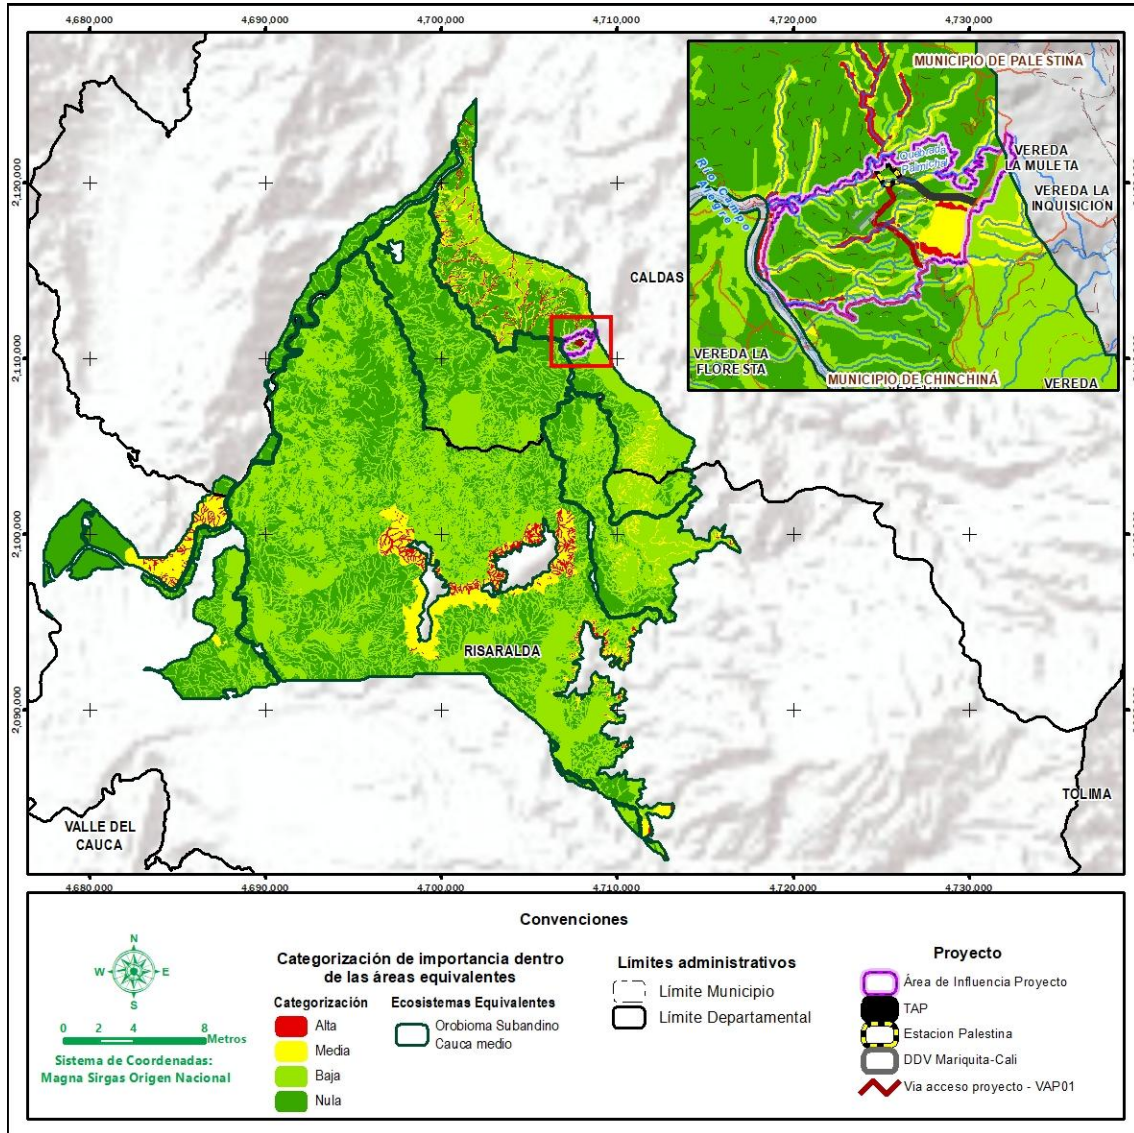 4,680,000
4,690,000
4,700,000
4,710,000
4,720,000
4,730,000
2,120,000
2,110,000
2,100,000
2,090,000
MUNICIPIO DE PALESTINA
Quebrada
Palmichal
VEREDA
LA MULETA
VEREDA LA
INQUISICION
Río Campo
Alegre
VEREDA LA
FLORESTA
MUNICIPIO DE CHINCHINÁ
VEREDA
CALDAS
RISARALDA
TOLIMA
VALLE DEL
CAUCA
4,680,000
4,690,000
4,700,000
4,710,000
4,720,000
4,730,000
Convenciones
N
W
E
S
0 2 4 8
Metros
Sistema de Coordenadas:
Magna Sirgas Origen Nacional
Categorización de importancia dentro
de las áreas equivalentes
Categorización
Alta
Media
Baja
Nula
Ecosistemas Equivalentes
Orobioma Subandino
Cauca medio
Límites administrativos
Límite Municipio
Límite Departamental
Proyecto
Área de Influencia Proyecto
TAP
Estacion Palestina
DDV Mariquita-Cali
Via acceso proyecto - VAP01